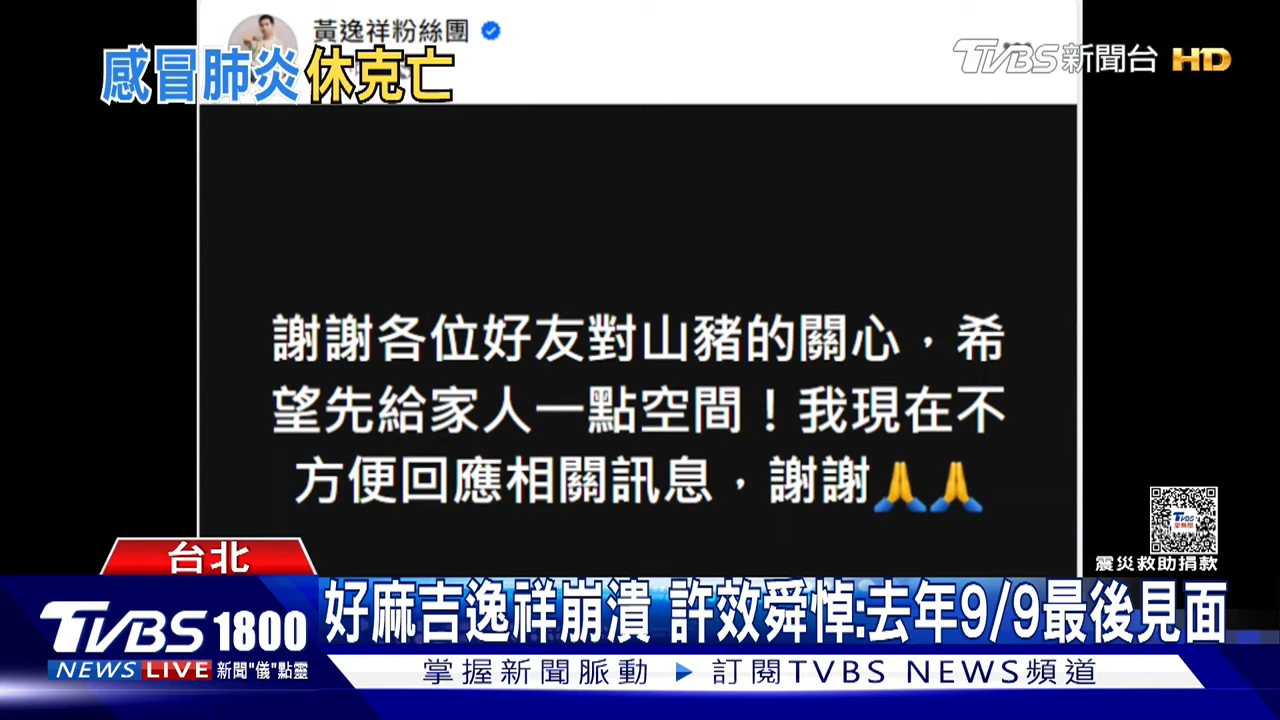 黃逸祥粉絲團
感冒肺炎休克亡
TVBS新聞台 HD
謝謝各位好友對山豬的關心，希
望先給家人一點空間！我現在不
方便回應相關訊息，謝謝🙏🙏
TVBS
震災救助捐款
台北
好麻吉逸祥崩潰 許效舜悼:去年9/9最後見面
TVBS 1800
NEWS LIVE 新聞"儀"點靈
掌握新聞脈動 ▶ 訂閱TVBS NEWS頻道